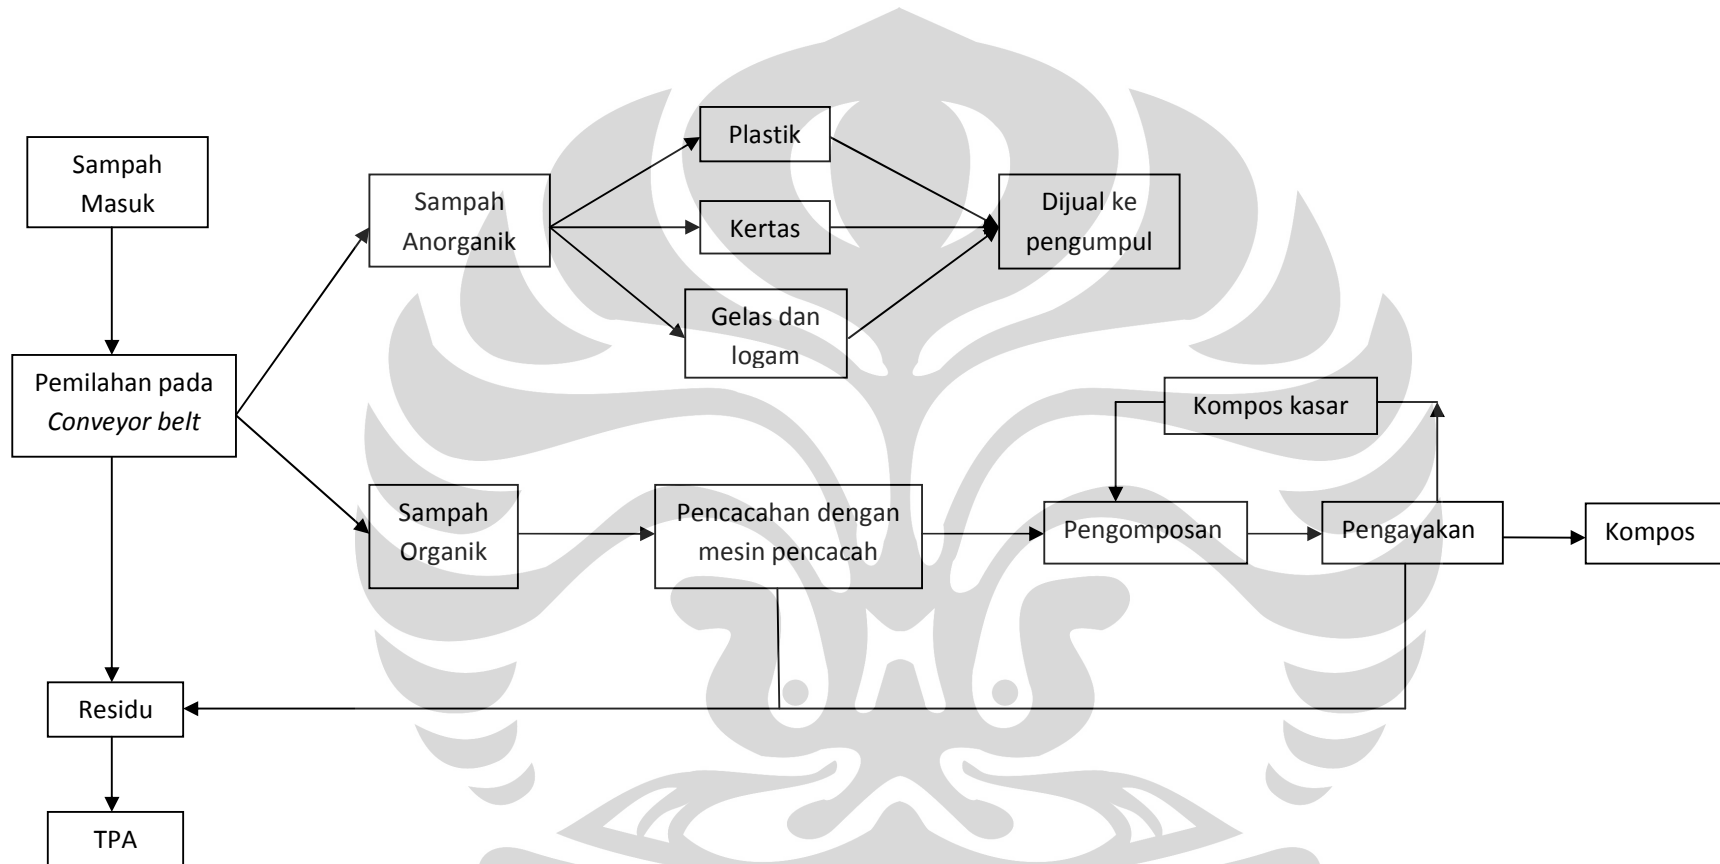 Sampah
Masuk
Pemilahan pada
Conveyor belt
Sampah
Anorganik
Plastik
Kertas
Gelas dan
logam
Dijual ke
pengumpul
Sampah
Organik
Pencacahan dengan
mesin pencacah
Pengomposan
Kompos kasar
Pengayakan
Kompos
Residu
TPA